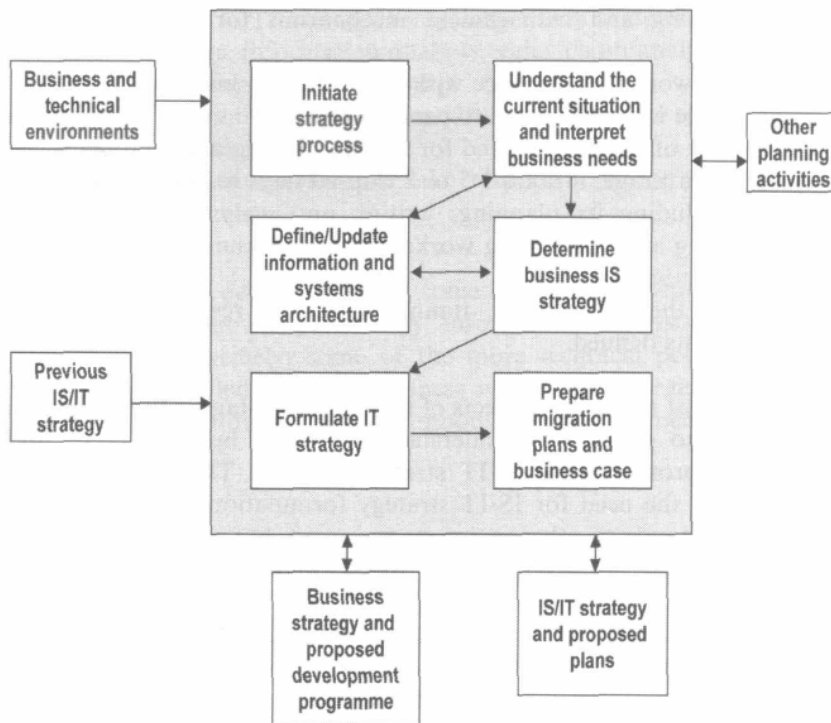 Business and
technical
environments
Initiate
strategy
process
Understand the
current situation
and interpret
business needs
Other
planning
activities
Define/Update
information and
systems
architecture
Determine
business IS
strategy
Previous
IS/IT
strategy
Formulate IT
strategy
Prepare
migration
plans and
business case
Business
strategy and
proposed
development
programme
IS/IT strategy
and proposed
plans